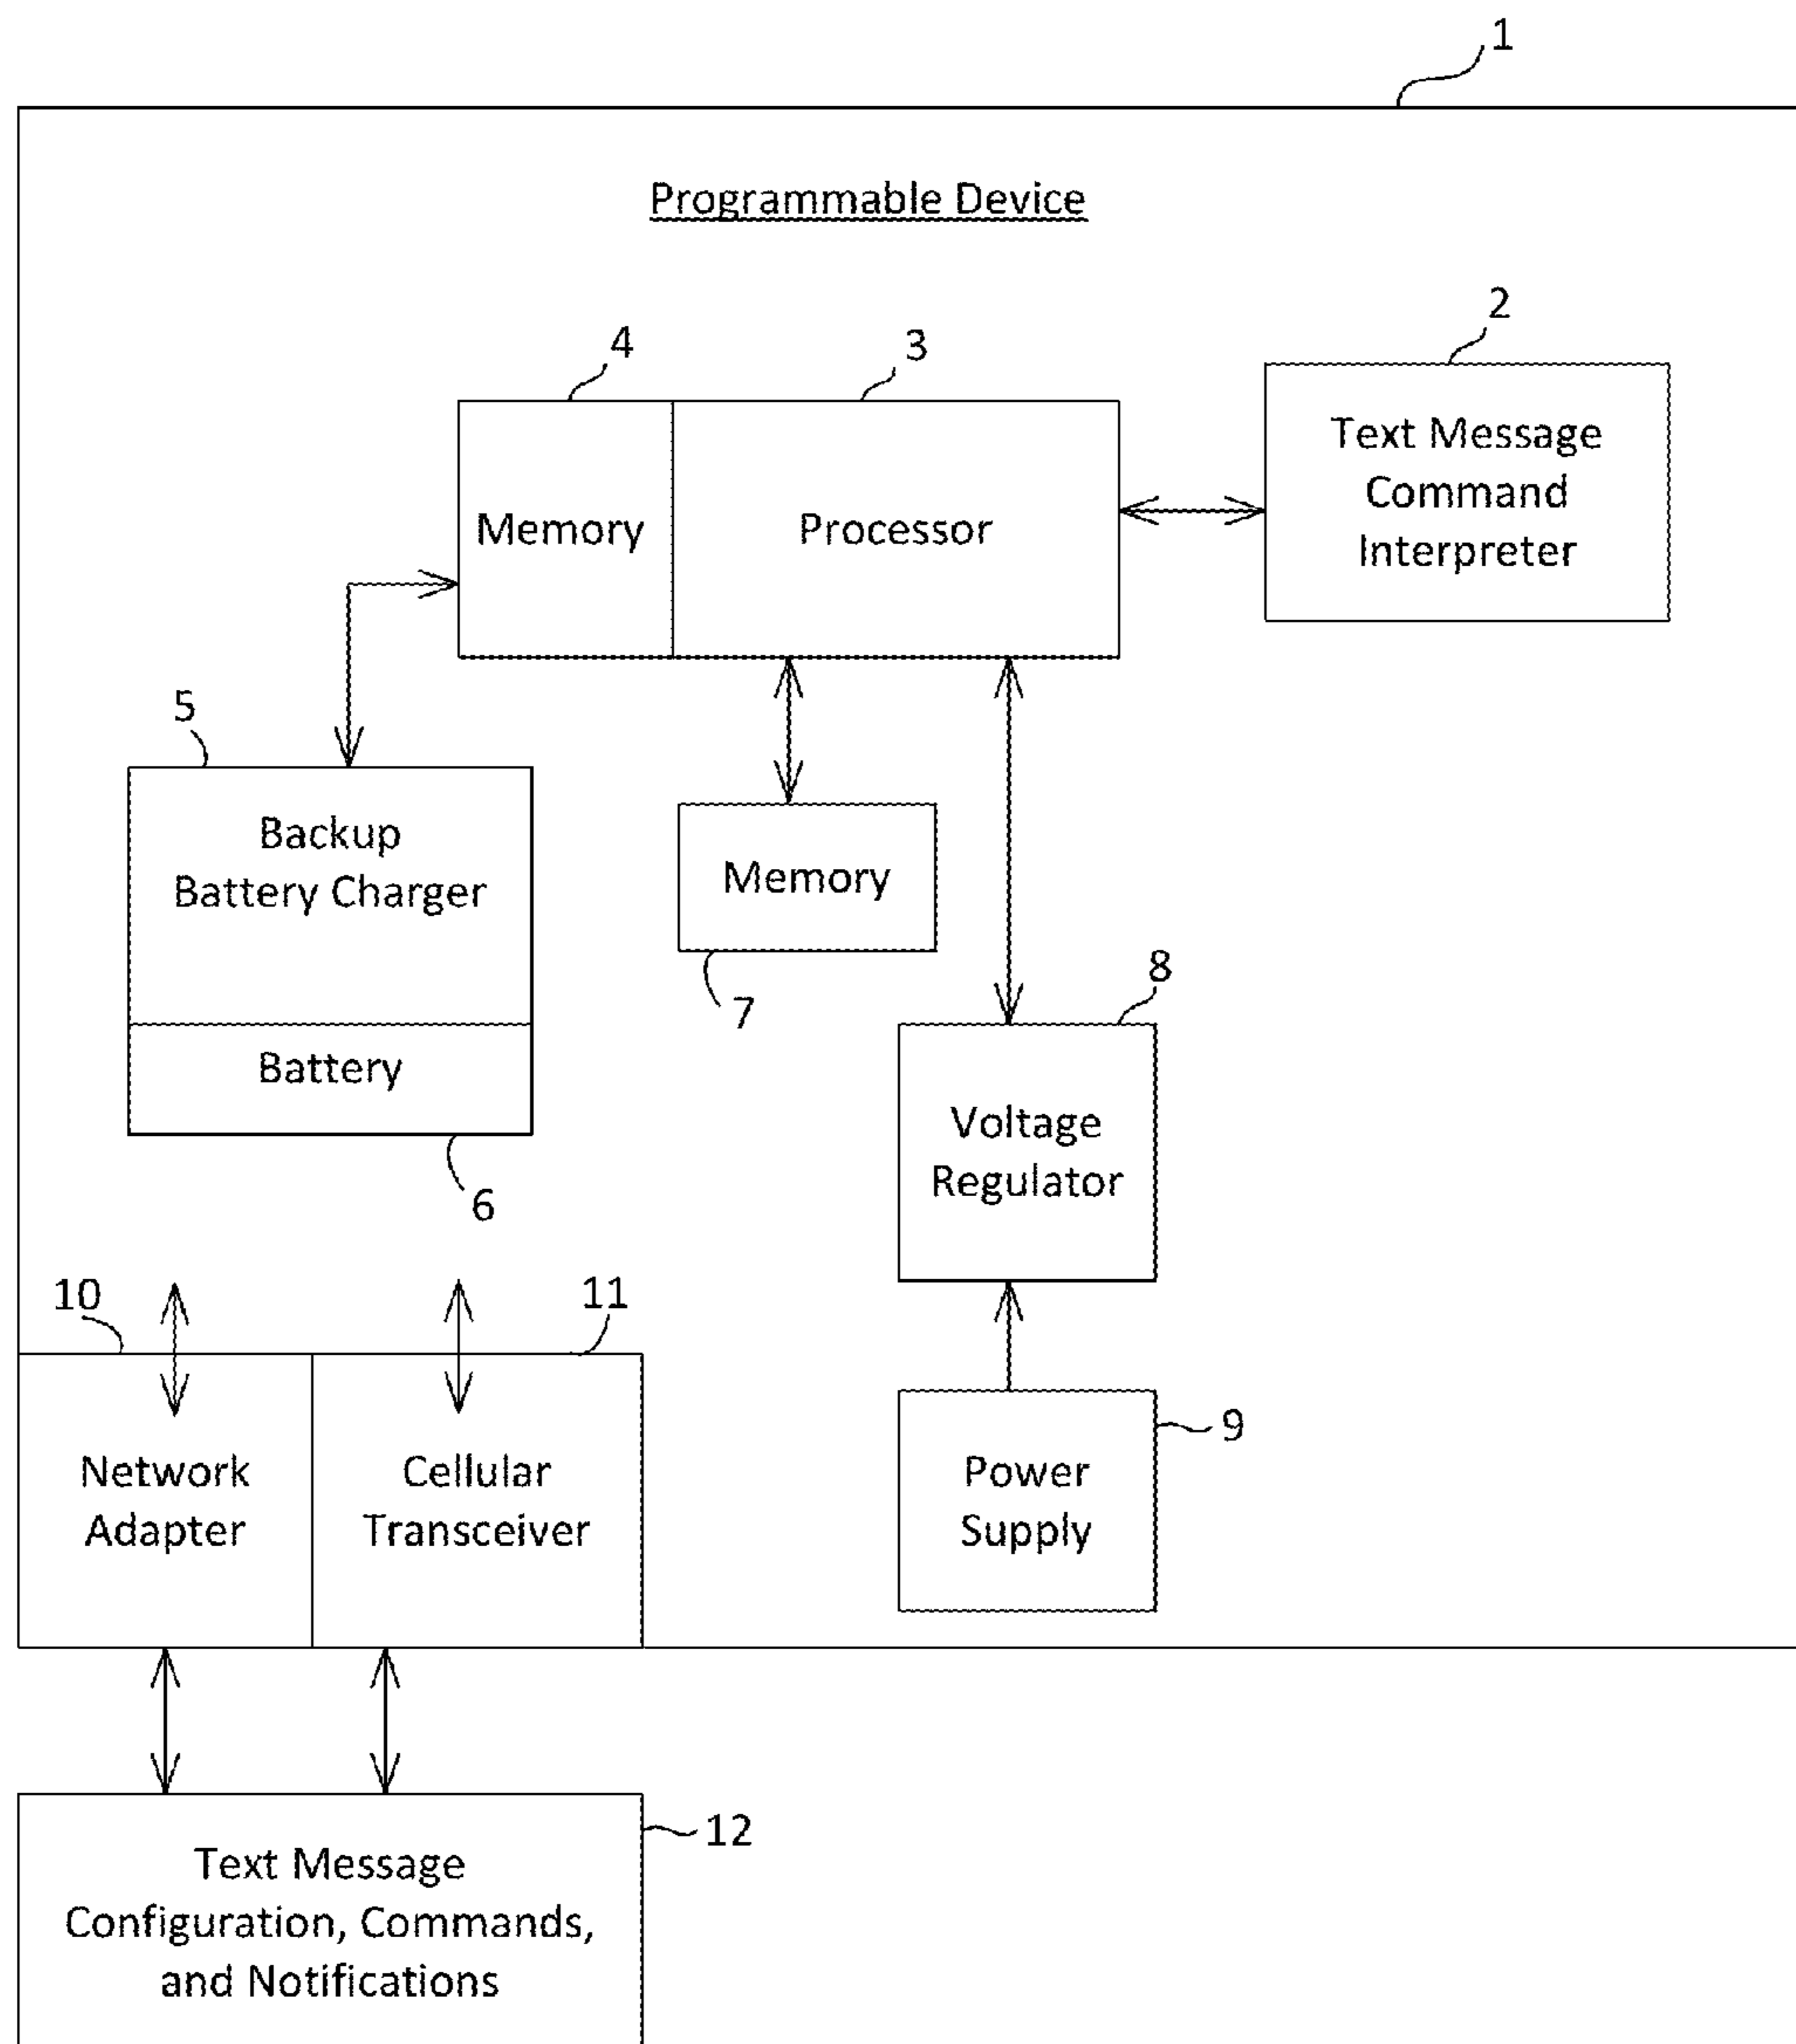 1
Programmable Device
2
4
3
Text Message
Command
Interpreter
Memory
Processor
5
Backup
Battery Charger
Memory
7
8
Battery
6
Voltage
Regulator
10
11
9
Network
Adapter
Cellular
Transceiver
Power
Supply
12
Text Message
Configuration, Commands,
and Notifications